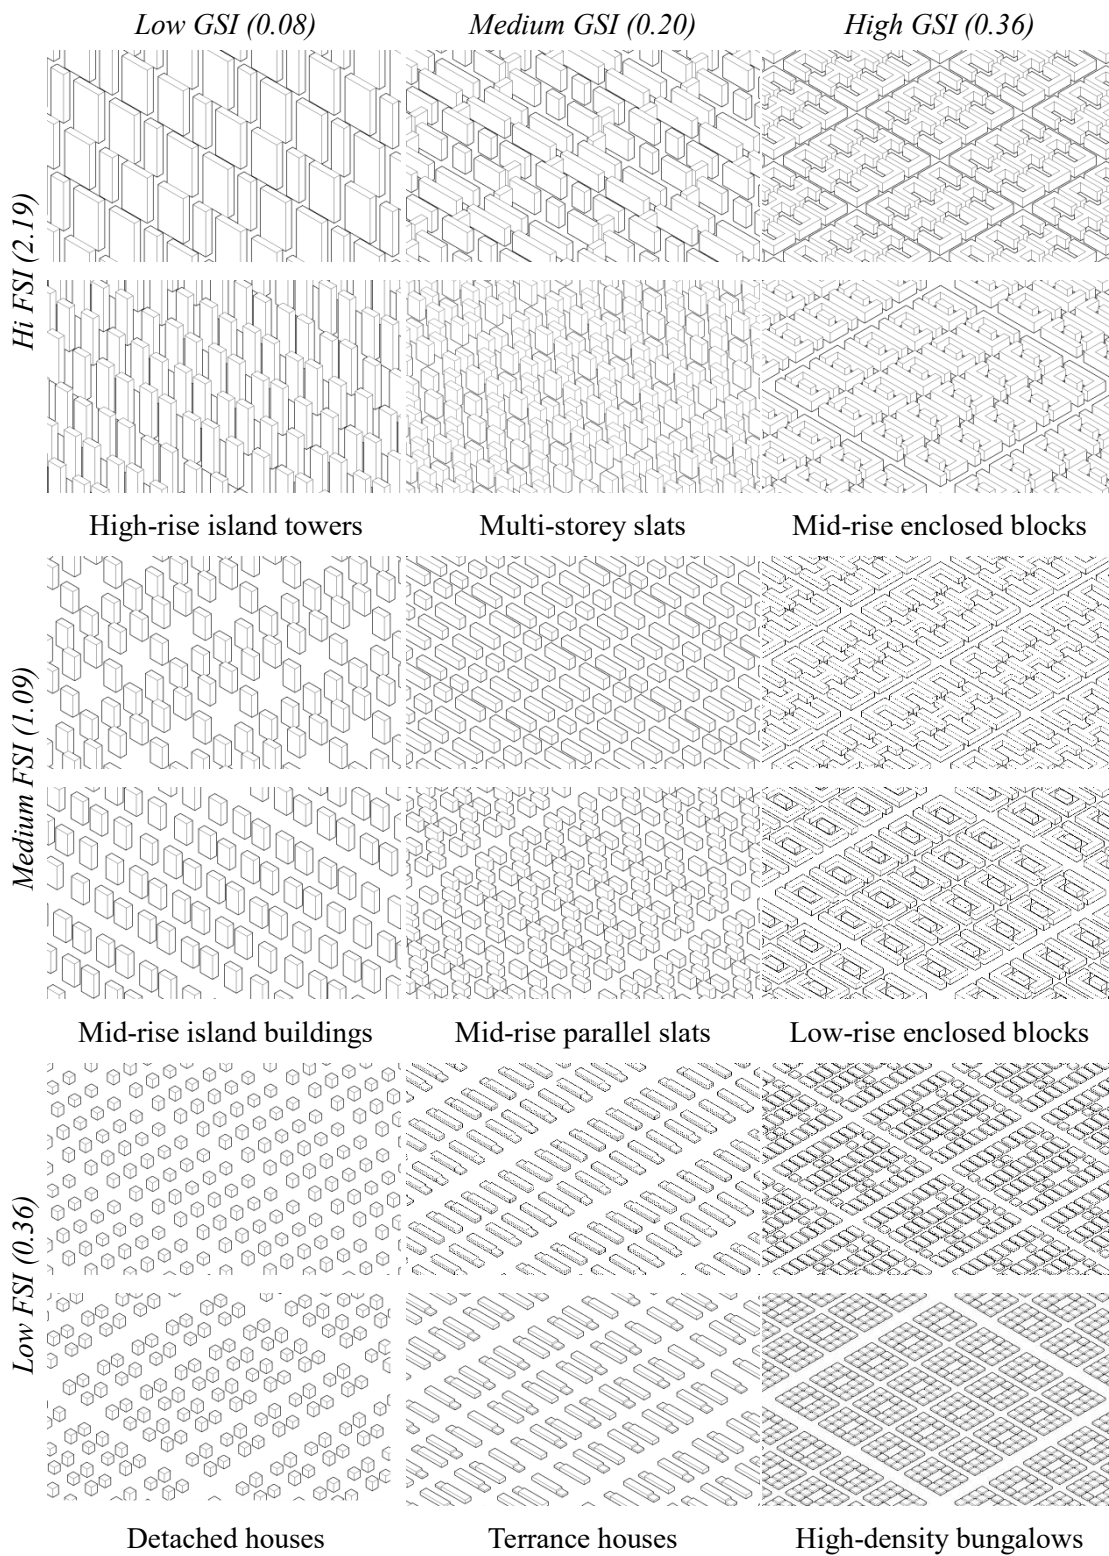 Low GSI (0.08)
Medium GSI (0.20)
High GSI (0.36)
Hi FSI (2.19)
High-rise island towers
Multi-storey slats
Mid-rise enclosed blocks
Medium FSI (1.09)
Mid-rise island buildings
Mid-rise parallel slats
Low-rise enclosed blocks
Low FSI (0.36)
Detached houses
Terrance houses
High-density bungalows